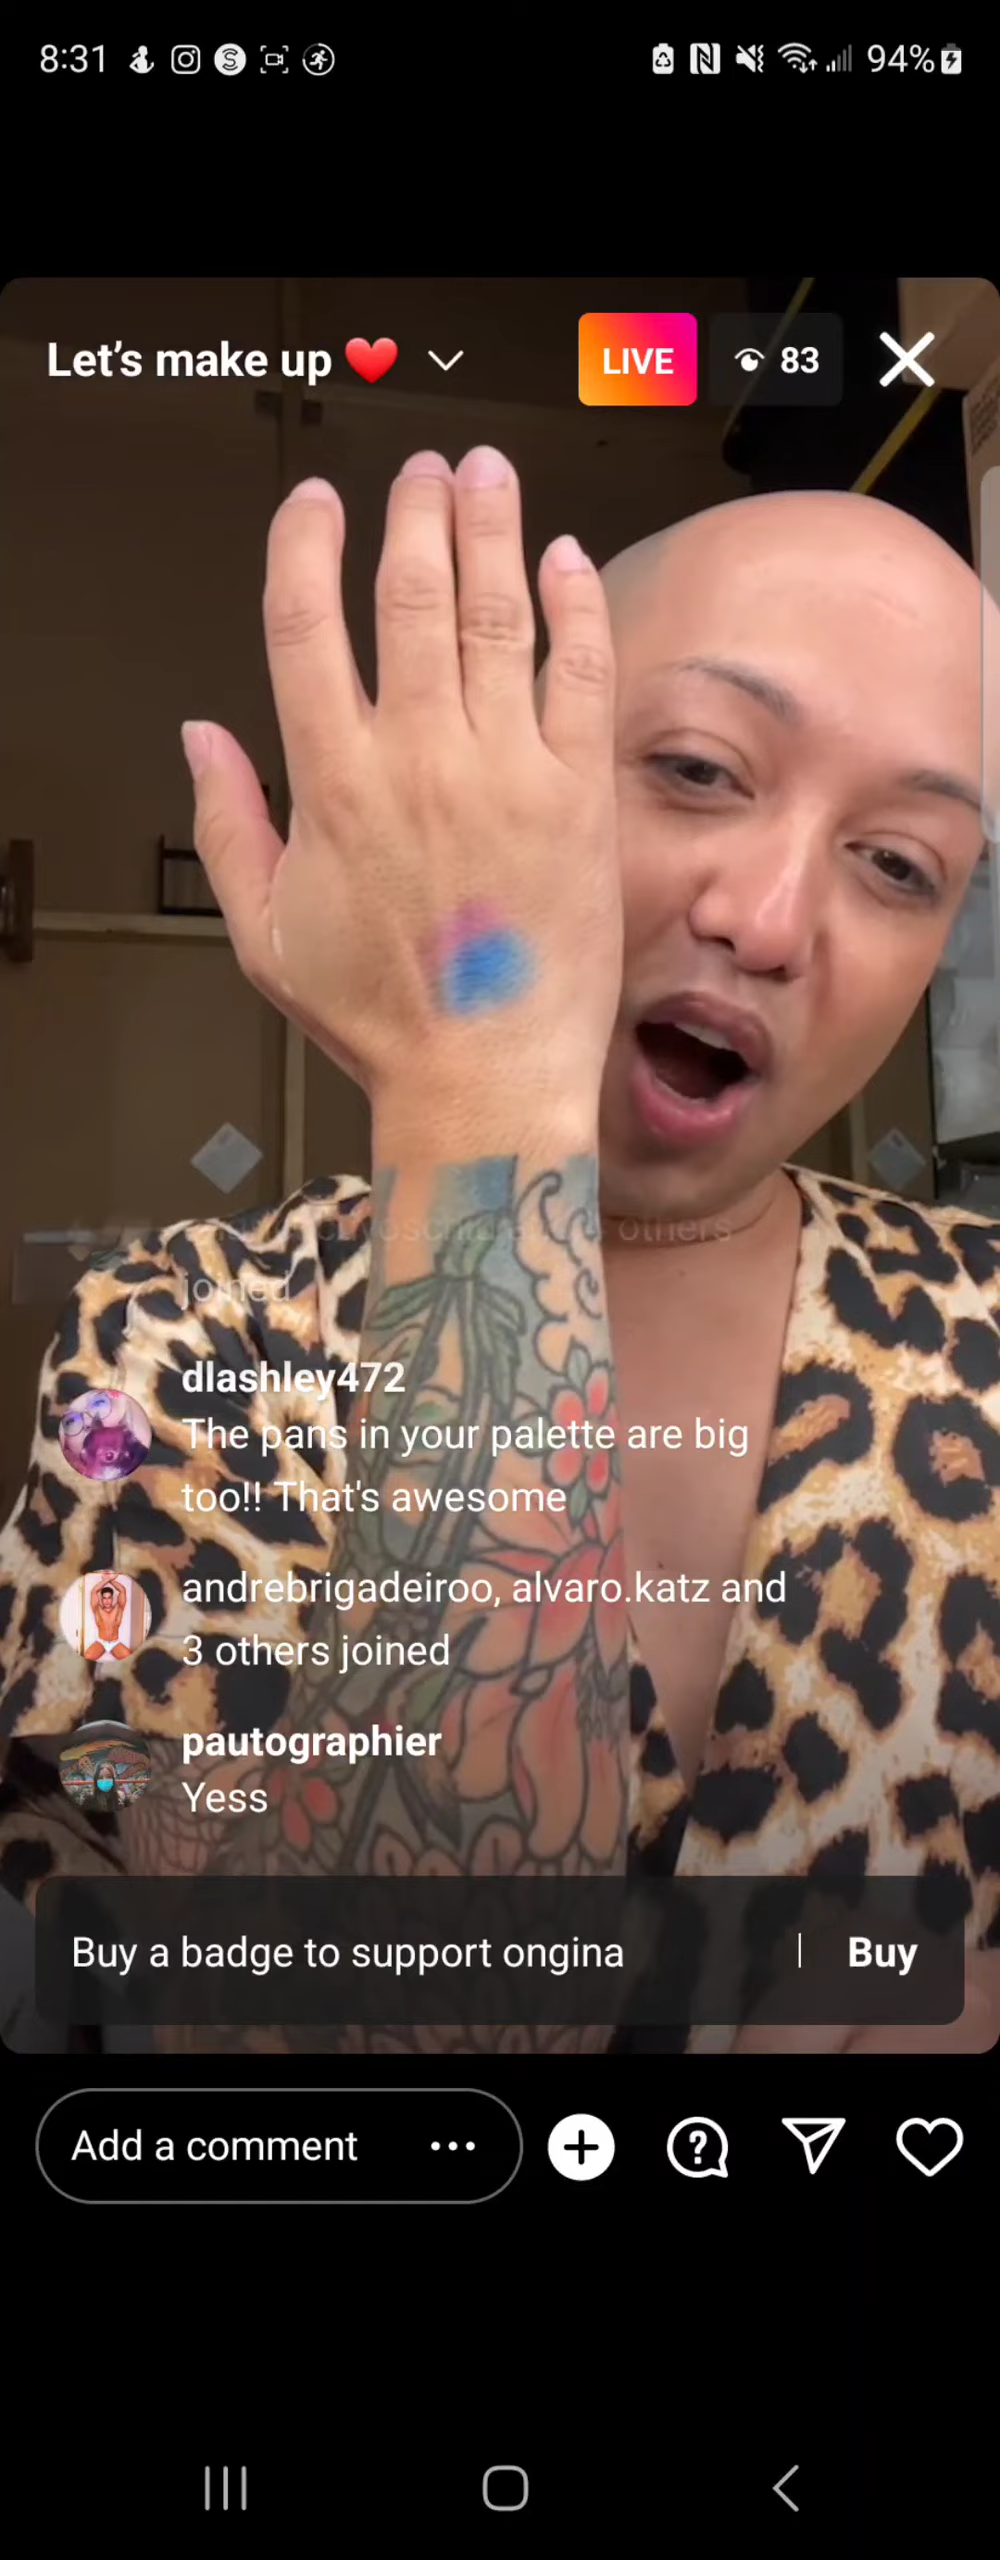 8:31 94%
Let's make up ❤️ LIVE 83
others
joined
dlashley472
The pans in your palette are big
too!! That's awesome
andrebrigadeiroo, alvaro.katz and
3 others joined
pautographier
Yess
Buy a badge to support ongina | Buy
Add a comment